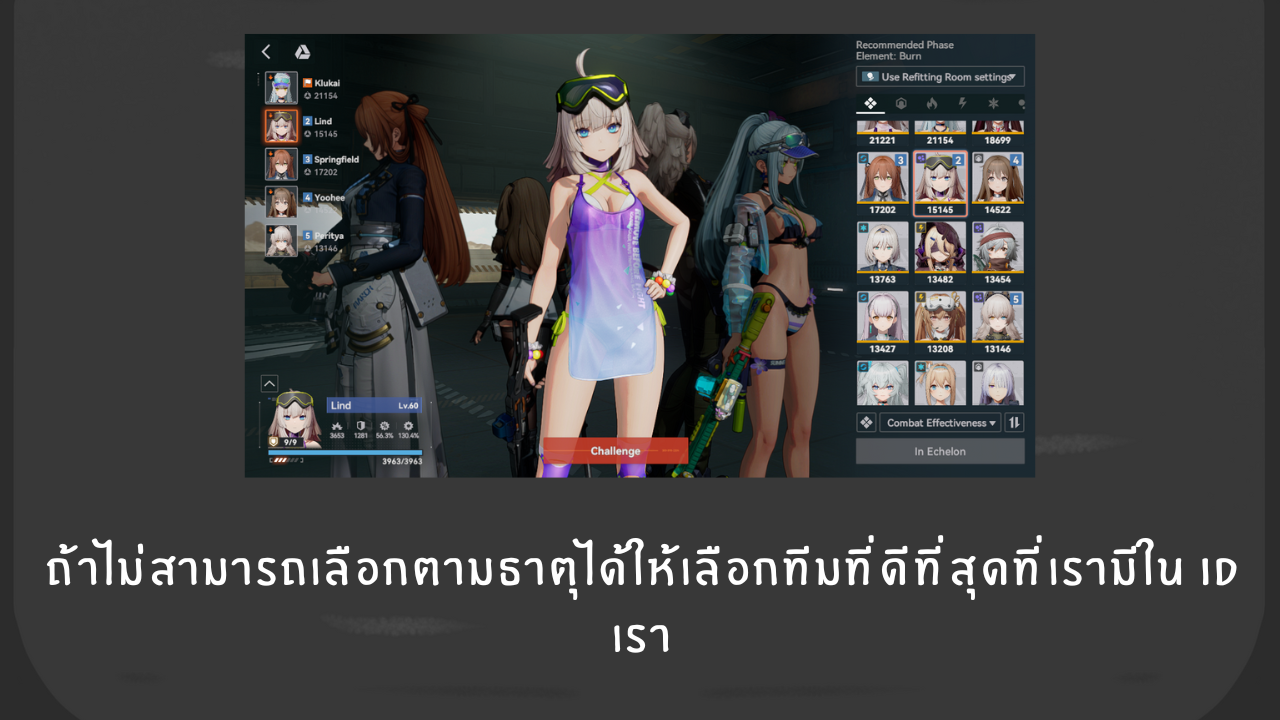 Recommended Phase
Element: Burn
Use Refitting Room settings
Klukai
21154
2 Lind
15145
3 Springfield
17202
4 Yoohee
5 Peritya
13146
21221 21154 18699
3 2 4
17202 15145 14522
13763 13482 13454
5
13427 13208 13146
Combat Effectiveness
In Echelon
Lind Lv.60
3653 1281 56.3% 130.4%
9/9
3963/3963
Challenge
ถ้าไม่สามารถเลือกตามธาตุได้ให้เลือกทีมที่ดีที่สุดที่เรามีใน ID
เรา